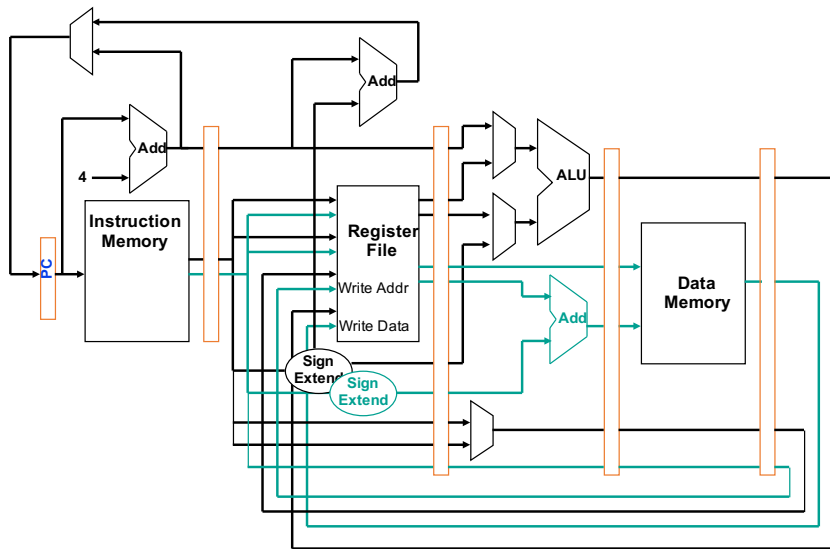 Add
Add
4
ALU
Instruction
Memory
Register
File
PC
Data
Memory
Write Addr
Add
Write Data
Sign
Extend
Sign
Extend